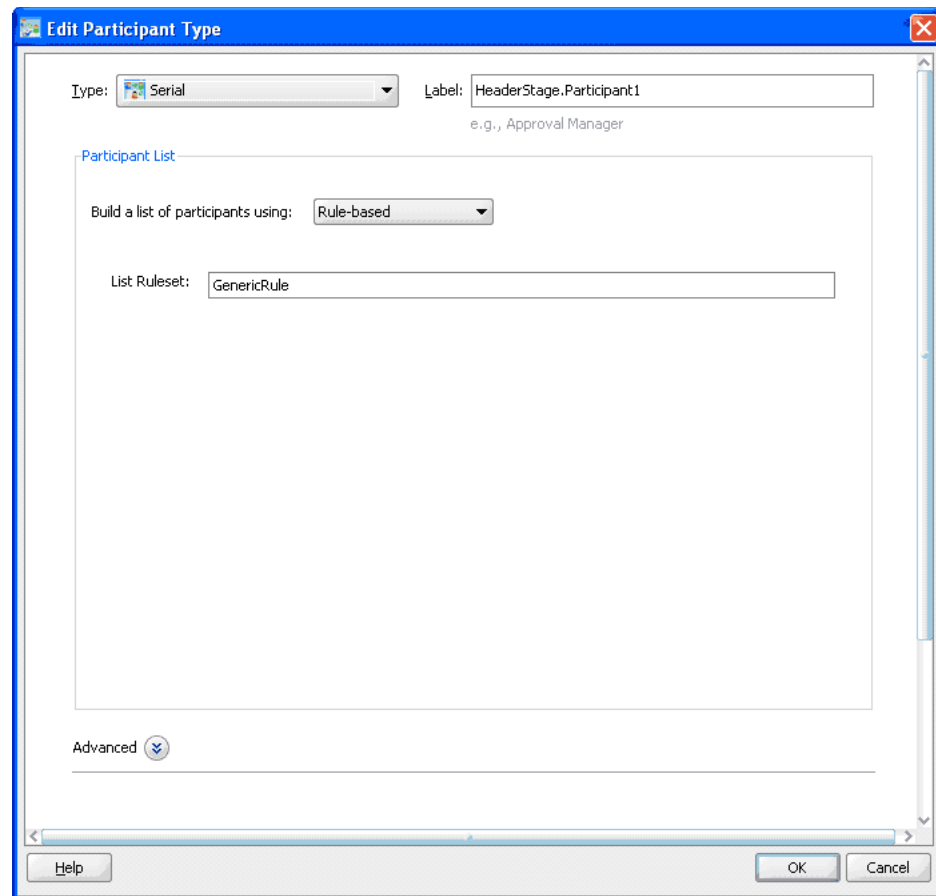 Edit Participant Type
Type: Serial Label: HeaderStage.Participant1
e.g., Approval Manager
Participant List
Build a list of participants using: Rule-based
List Ruleset: GenericRule
Advanced
Help OK Cancel